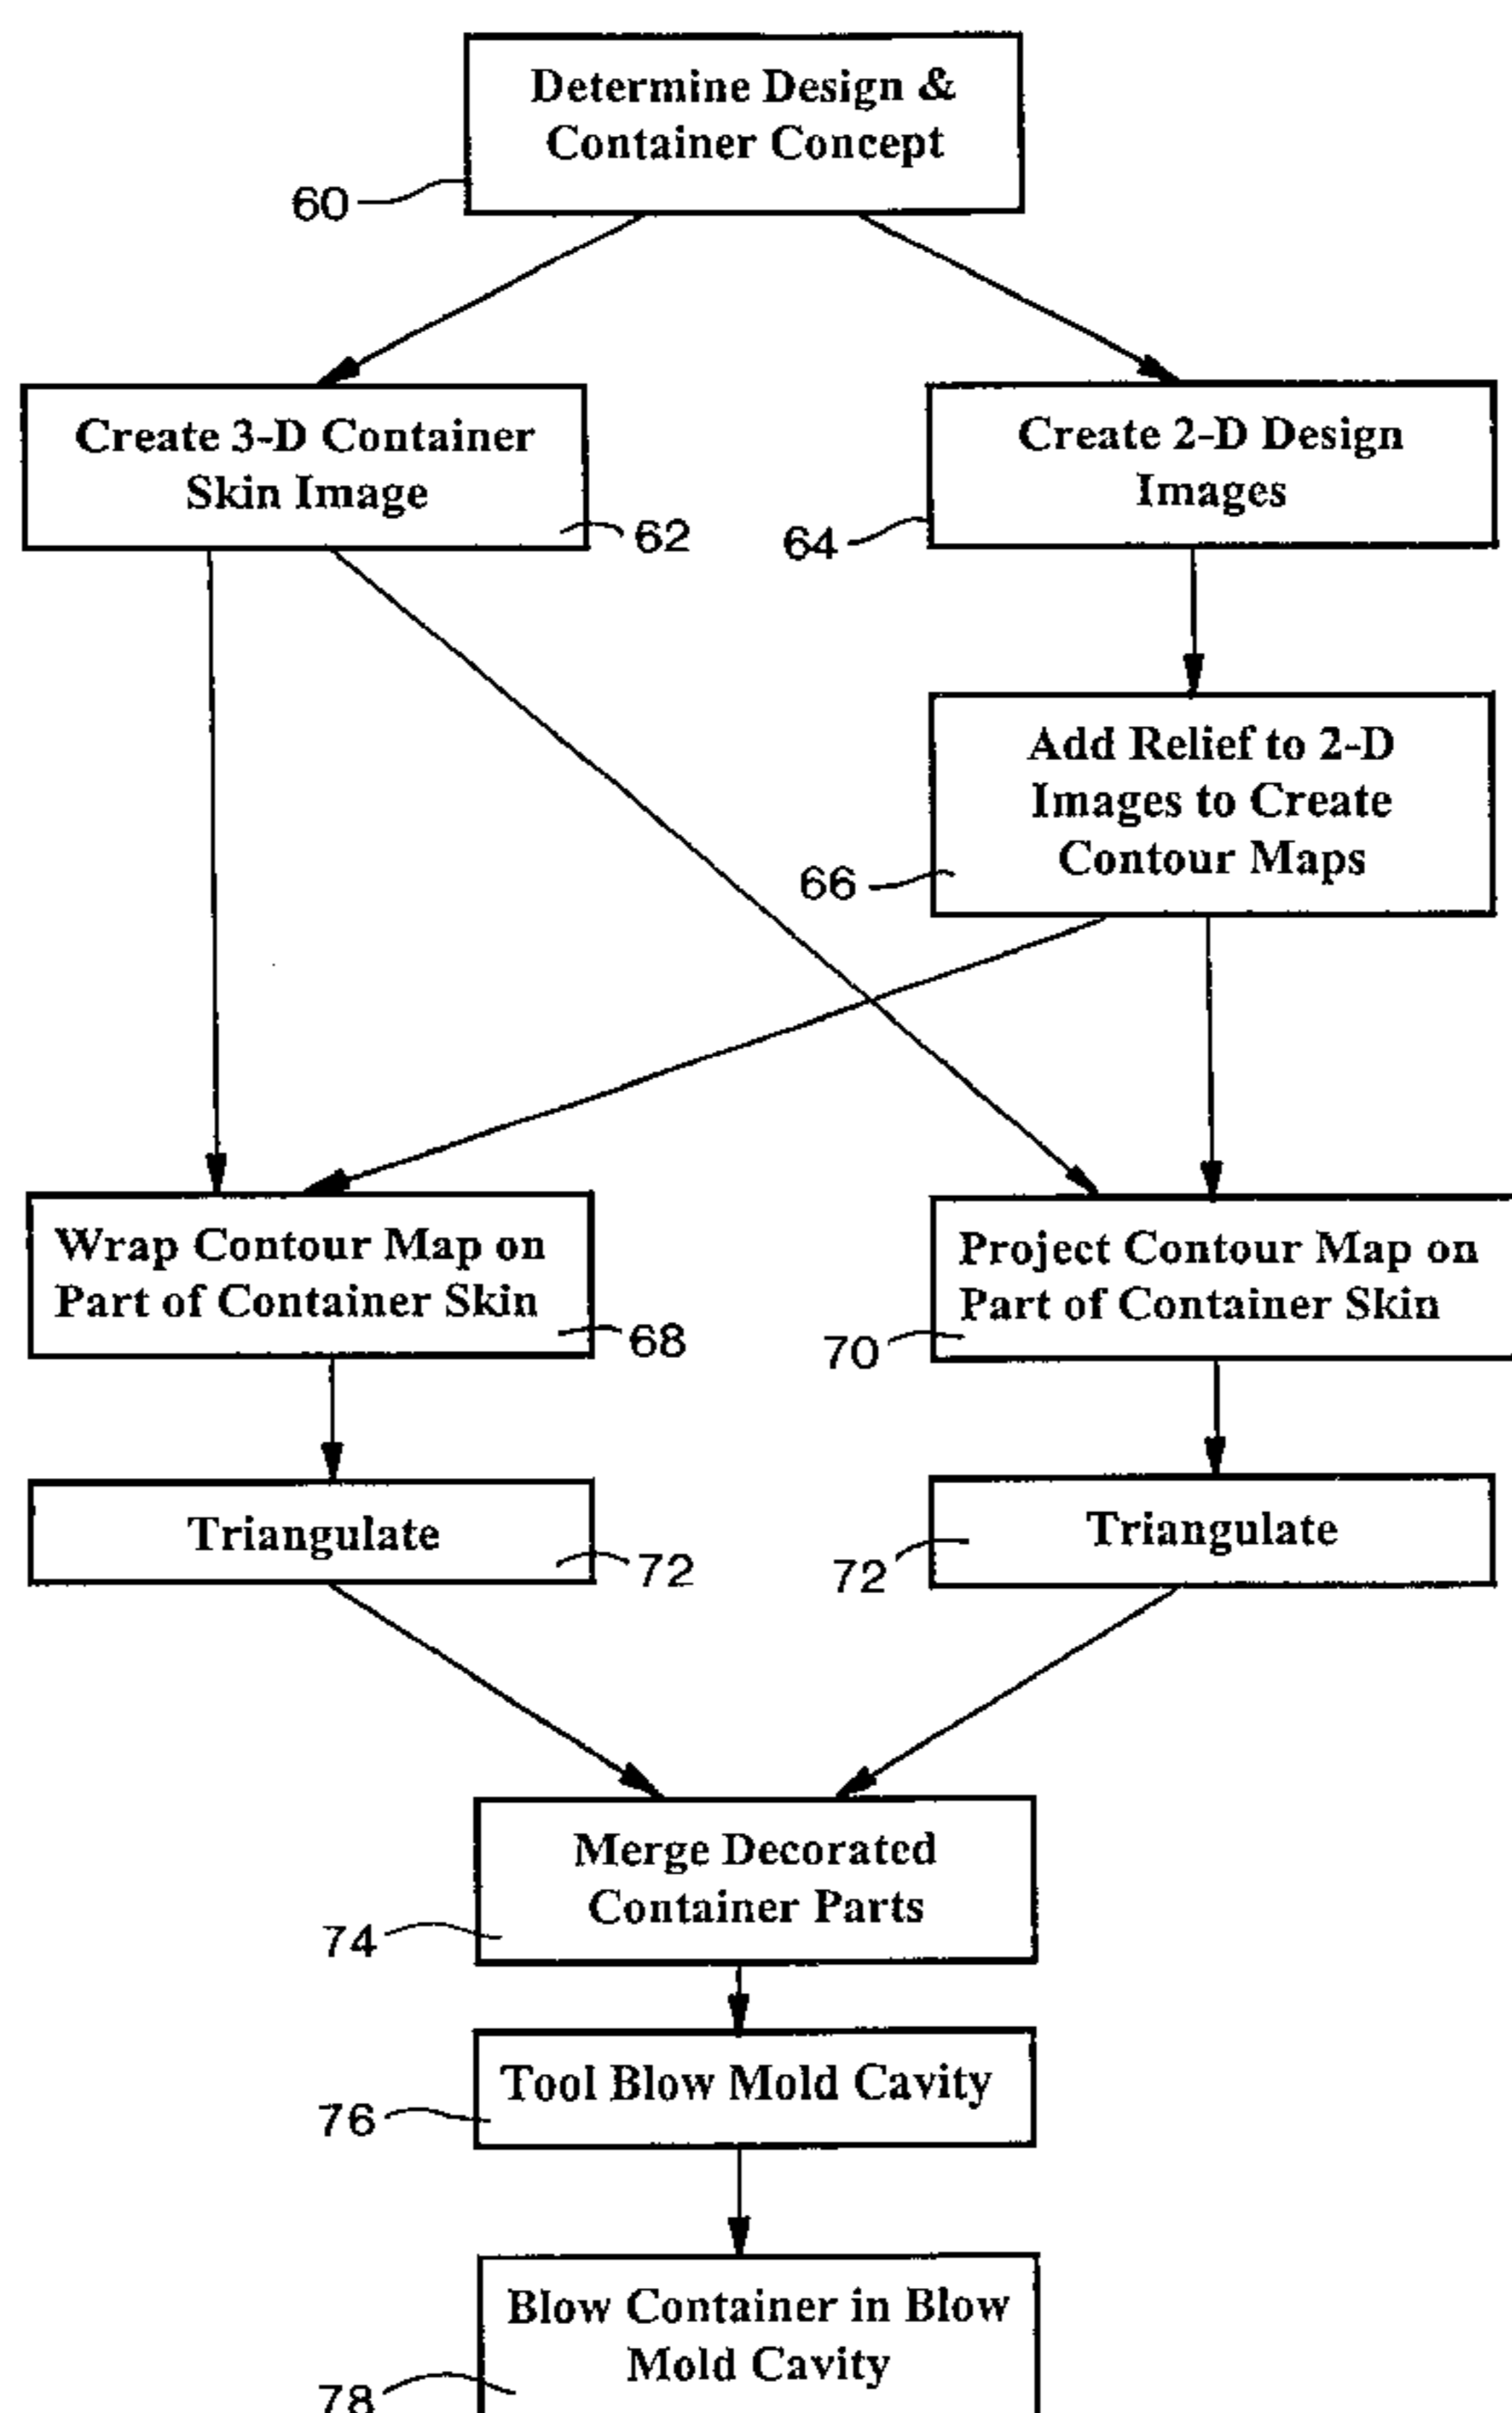 Determine Design &
Container Concept
60
Create 3-D Container
Skin Image
62
Create 2-D Design
Images
64
Add Relief to 2-D
Images to Create
Contour Maps
66
Wrap Contour Map on
Part of Container Skin
68
Project Contour Map on
Part of Container Skin
70
Triangulate
72
Triangulate
72
Merge Decorated
Container Parts
74
Tool Blow Mold Cavity
76
Blow Container in Blow
Mold Cavity
78